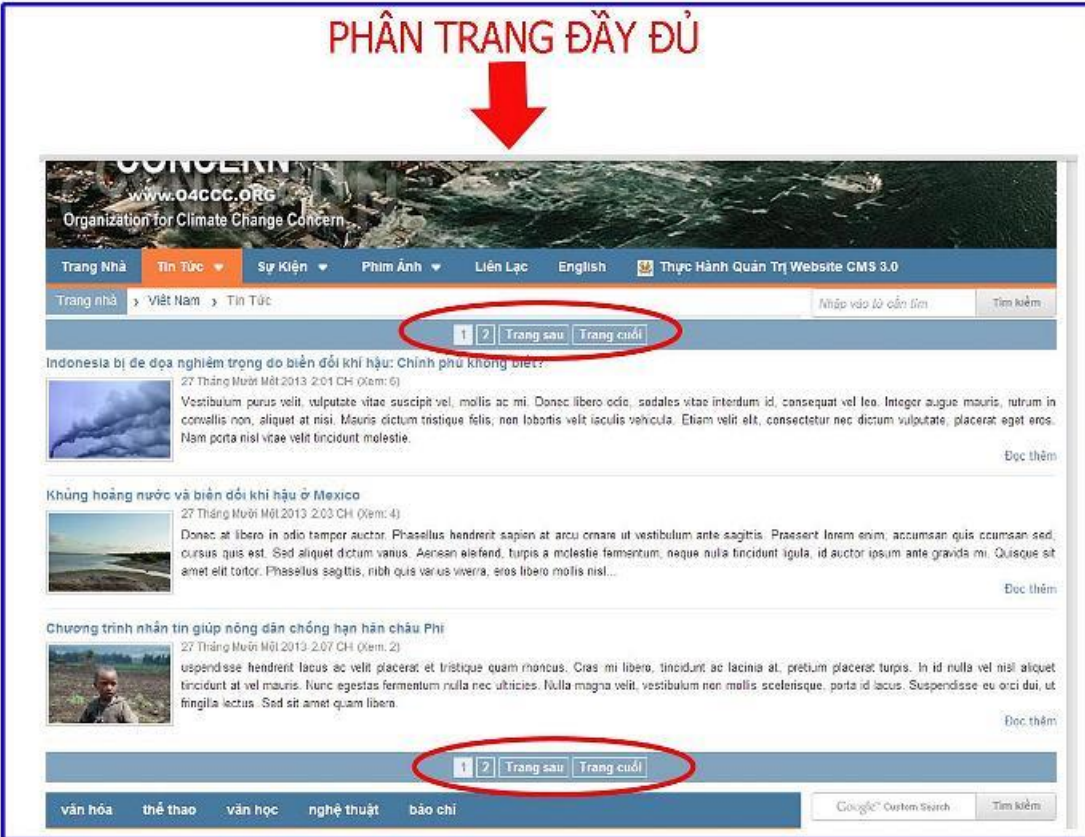 PHÂN TRANG ĐẦY ĐỦ
CONCERN
WWW.O4CCC.ORG
Organization for Climate Change Concern
Trang Nhà Tin Tức Sự Kiện Phim Ảnh Liên Lạc English Thực Hành Quản Trị Website CMS 3.0
Trang nhà › Việt Nam › Tin Tức Nhập vào từ cần tìm Tìm kiếm
1 2 Trang sau Trang cuối
Indonesia bị đe dọa nghiêm trọng do biến đổi khí hậu: Chính phủ không biết?
27 Tháng Mười Một 2013 2:01 CH (Xem: 6)
Vestibulum purus velit, vulputate vitae suscipit vel, mollis ac mi. Donec libero odio, sodales vitae interdum id, consequat vel leo. Integer augue mauris, rutrum in
convallis non, aliquet at nisi. Mauris dictum tristique felis, non lobortis velit iaculis vehicula. Etiam velit elit, consectetur nec dictum vulputate, placerat eget eros.
Nam porta nisl vitae velit tincidunt molestie.
Đọc thêm
Khủng hoảng nước và biến đổi khí hậu ở Mexico
27 Tháng Mười Một 2013 2:03 CH (Xem: 4)
Donec at libero in odio tempor auctor. Phasellus hendrerit sapien at arcu ornare ut vestibulum ante sagittis. Praesent lorem enim, accumsan quis ccumsan sed,
cursus quis est. Sed aliquet dictum varius. Aenean eleifend, turpis a molestie fermentum, neque nulla tincidunt ligula, id auctor ipsum ante gravida mi. Quisque sit
amet elit tortor. Phasellus sagittis, nibh quis varius viverra, eros libero mollis nisl...
Đọc thêm
Chương trình nhắn tin giúp nông dân chống hạn hán châu Phi
27 Tháng Mười Một 2013 2:07 CH (Xem: 2)
uspendisse hendrerit lacus ac velit placerat et tristique quam rhoncus. Cras mi libero, tincidunt ac lacinia at, pretium placerat turpis. In id nulla vel nisl aliquet
tincidunt at vel mauris. Nunc egestas fermentum nulla nec ultricies. Nulla magna velit, vestibulum non mollis scelerisque, porta id lacus. Suspendisse eu orci dui, ut
fringilla lectus. Sed sit amet quam libero.
Đọc thêm
1 2 Trang sau Trang cuối
văn hóa thể thao văn học nghệ thuật báo chí Google™ Custom Search Tìm kiếm